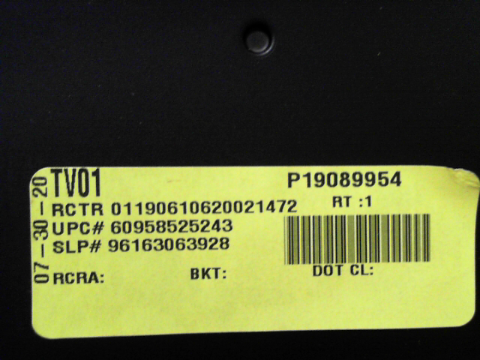 07-30-20
TV01
P19089954
RCTR 01190610620021472
RT :1
UPC# 60958525243
SLP# 96163063928
RCRA:
BKT:
DOT CL: